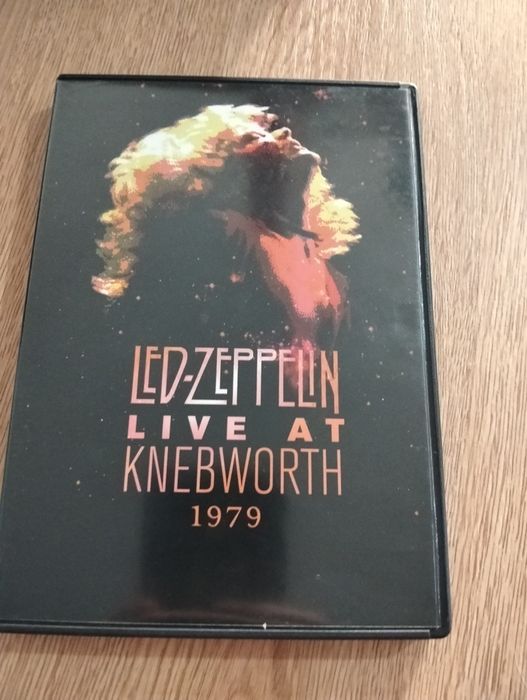 LED-ZEPPELIN
LIVE AT
KNEBWORTH
1979